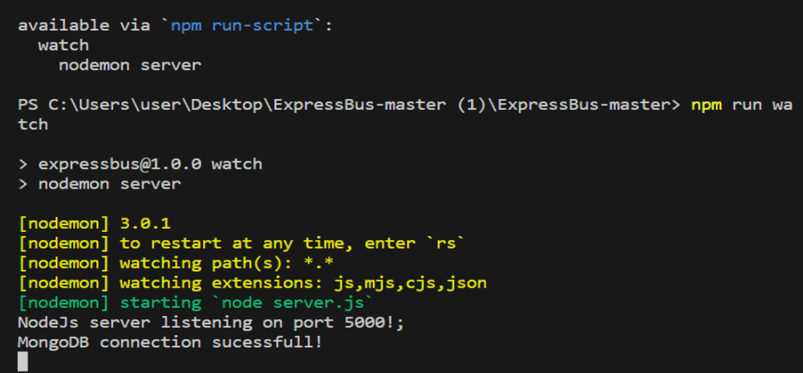 available via `npm run-script`:
  watch
    nodemon server
PS C:\Users\user\Desktop\ExpressBus-master (1)\ExpressBus-master> npm run wa
tch
> expressbus@1.0.0 watch
> nodemon server
[nodemon] 3.0.1
[nodemon] to restart at any time, enter `rs`
[nodemon] watching path(s): *.*
[nodemon] watching extensions: js,mjs,cjs,json
[nodemon] starting `node server.js`
NodeJs server listening on port 5000!;
MongoDB connection sucessfull!